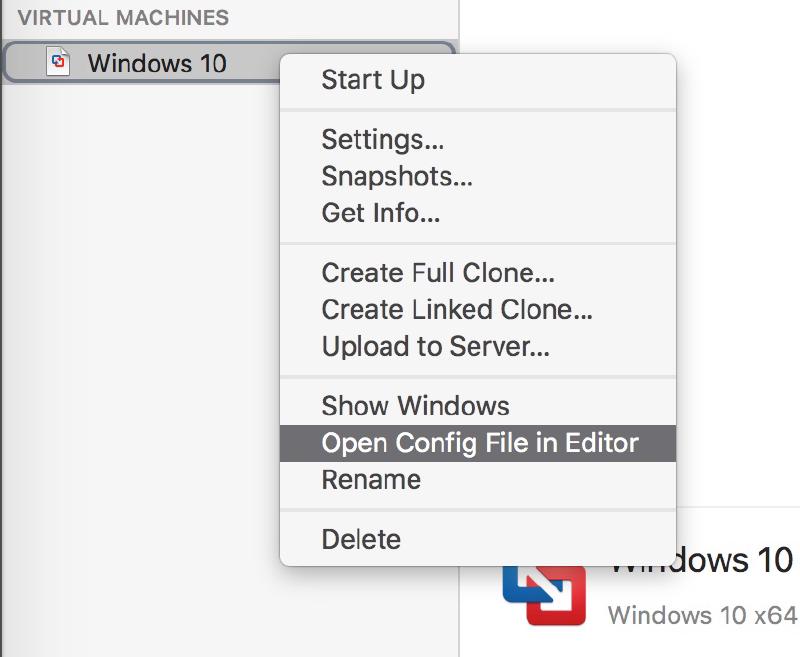 VIRTUAL MACHINES
Windows 10
Start Up
Settings...
Snapshots...
Get Info...
Create Full Clone...
Create Linked Clone...
Upload to Server...
Show Windows
Open Config File in Editor
Rename
Delete
Windows 10
Windows 10 x64